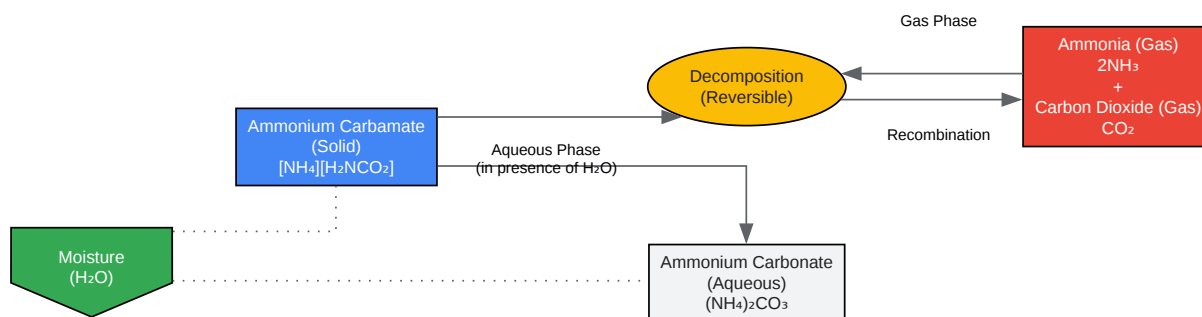 Gas Phase
Ammonia (Gas)
2NH₃
+
Carbon Dioxide (Gas)
CO₂
Decomposition
(Reversible)
Recombination
Ammonium Carbamate
(Solid)
[NH₄][H₂NCO₂]
Aqueous Phase
(in presence of H₂O)
Moisture
(H₂O)
Ammonium Carbonate
(Aqueous)
(NH₄)₂CO₃